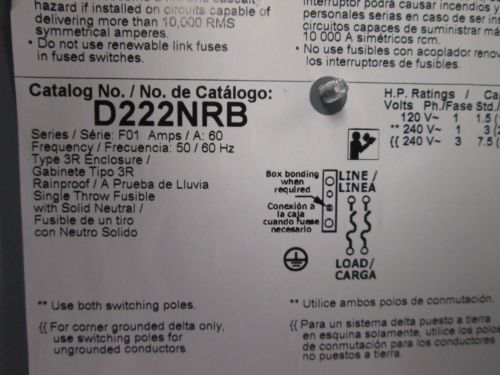 hazard if installed in circuits capable of
delivering more than 10,000 RMS
symmetrical amperes.
• Do not use renewable link fuses
in fused switches.
interruptor podra causar incendios y
personales serias en caso de ser in
circuitos capaces de suministrar má
10 000 A simétricos rcm.
• No use fusibles con acoplador renov
los interruptores de fusibles.
Catalog No. / No. de Catálogo:
D222NRB
Series / Série: F01 Amps / A: 60
Frequency / Frecuencia: 50 / 60 Hz
Type 3R Enclosure /
Gabinete Tipo 3R
Rainproof / A Prueba de Lluvia
Single Throw Fusible
with Solid Neutral /
Fusible de un tiro
con Neutro Solido
H.P. Ratings / Ca
Volts Ph./Fase Std./
120 V~ 1 1.5 (
** 240 V~ 1 3 (
{{ 240 V~ 3 7.5 (
Box bonding
when
required
Conexión a
la caja
cuando fuese
necesario
LINE /
LINEA
LOAD/
CARGA
** Use both switching poles.
{{ For corner grounded delta only,
use switching poles for
ungrounded conductors
** Utilice ambos polos de conmutación.
{{ Para un sistema delta puesto a tierra
en esquina solamente, utilice los polos
de conmutación para los conductores
no puestos a tierra.